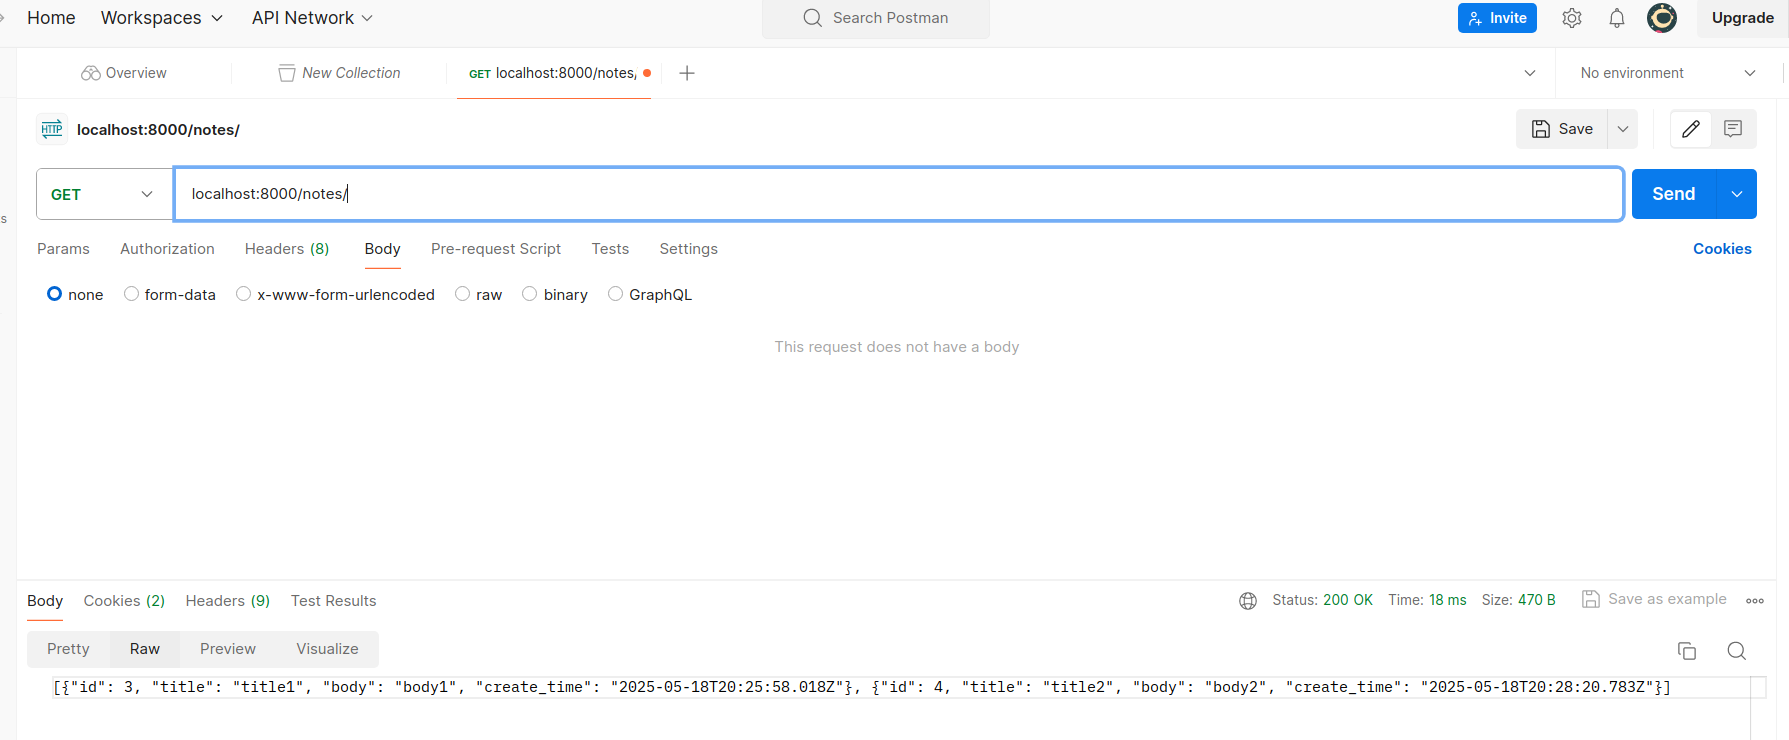 Home Workspaces API Network Search Postman Invite Upgrade
Overview New Collection GET localhost:8000/notes/ No environment
HTTP localhost:8000/notes/ Save
GET localhost:8000/notes/ Send
s
Params Authorization Headers (8) Body Pre-request Script Tests Settings Cookies
none form-data x-www-form-urlencoded raw binary GraphQL
This request does not have a body
Body Cookies (2) Headers (9) Test Results Status: 200 OK Time: 18 ms Size: 470 B Save as example
Pretty Raw Preview Visualize
[{"id": 3, "title": "title1", "body": "body1", "create_time": "2025-05-18T20:25:58.018Z"}, {"id": 4, "title": "title2", "body": "body2", "create_time": "2025-05-18T20:28:20.783Z"}]